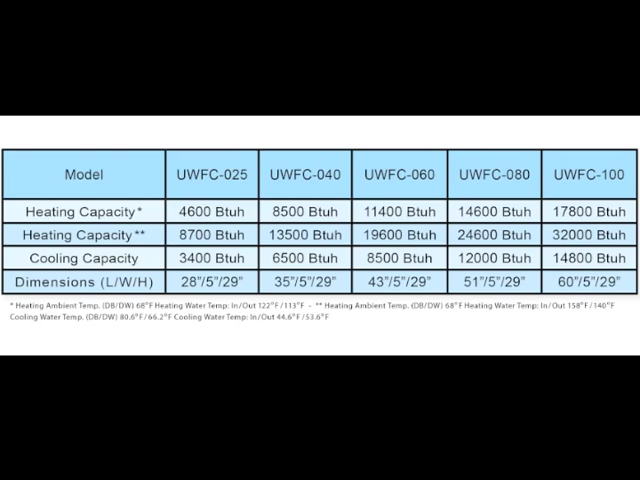 Model UWFC-025 UWFC-040 UWFC-060 UWFC-080 UWFC-100
Heating Capacity* 4600 Btuh 8500 Btuh 11400 Btuh 14600 Btuh 17800 Btuh
Heating Capacity** 8700 Btuh 13500 Btuh 19600 Btuh 24600 Btuh 32000 Btuh
Cooling Capacity 3400 Btuh 6500 Btuh 8500 Btuh 12000 Btuh 14800 Btuh
Dimensions (L/W/H) 28”/5”/29” 35”/5”/29” 43”/5”/29” 51”/5”/29” 60”/5”/29”
* Heating Ambient Temp. (DB/DW) 68°F Heating Water Temp: In/Out 122°F/113°F - ** Heating Ambient Temp. (DB/DW) 68°F Heating Water Temp: In/Out 158°F/140°F
Cooling Water Temp. (DB/DW) 80.6°F/66.2°F Cooling Water Temp: In/Out 44.6°F/53.6°F